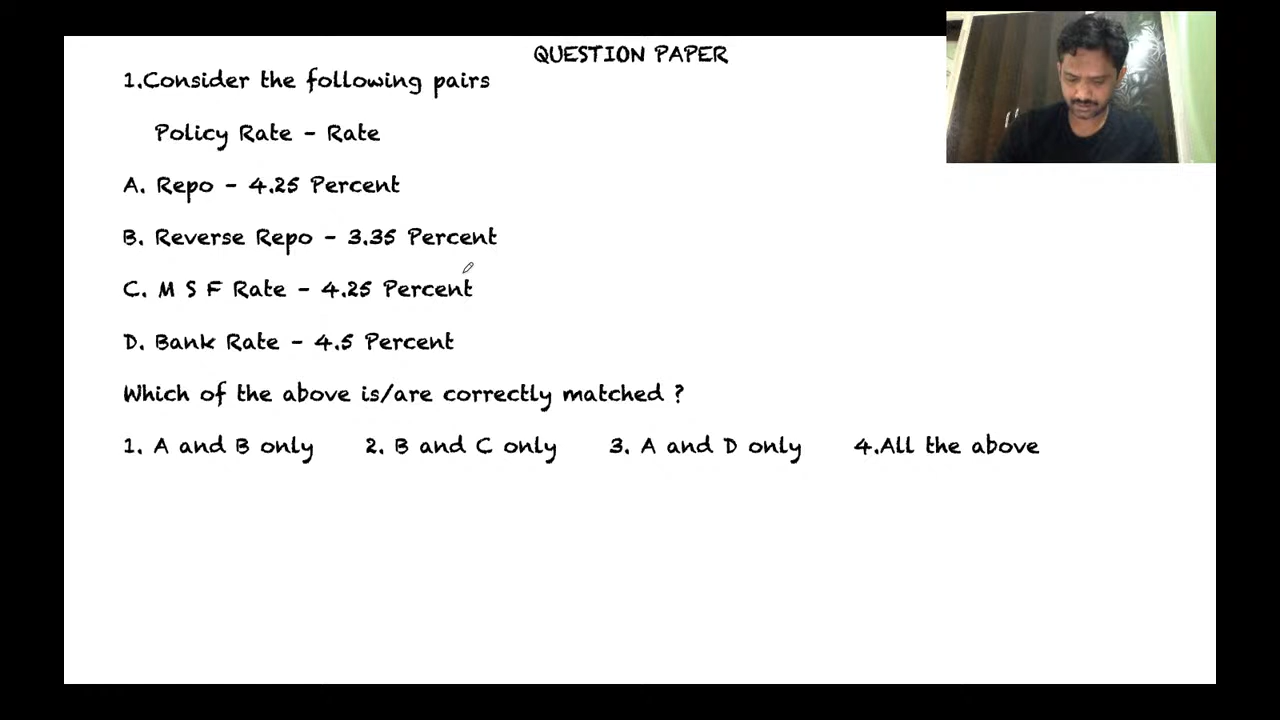 QUESTION PAPER
1.Consider the following pairs
Policy Rate - Rate
A. Repo - 4.25 Percent
B. Reverse Repo - 3.35 Percent
C. M S F Rate - 4.25 Percent
D. Bank Rate - 4.5 Percent
Which of the above is/are correctly matched ?
1. A and B only 2. B and C only 3. A and D only 4.All the above